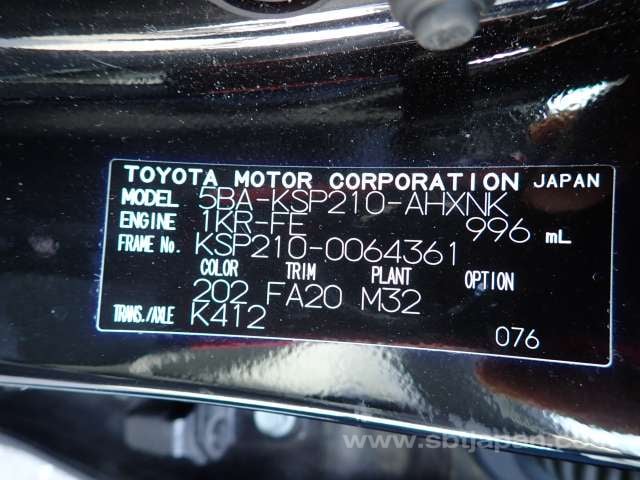 TOYOTA MOTOR CORPORATION JAPAN
MODEL 5BA-KSP210-AHXNK
ENGINE 1KR-FE 996 mL
FRAME No. KSP210-0064361
COLOR TRIM PLANT OPTION
202 FA20 M32
TRANS./AXLE K412
076
www.sbtjapan.com